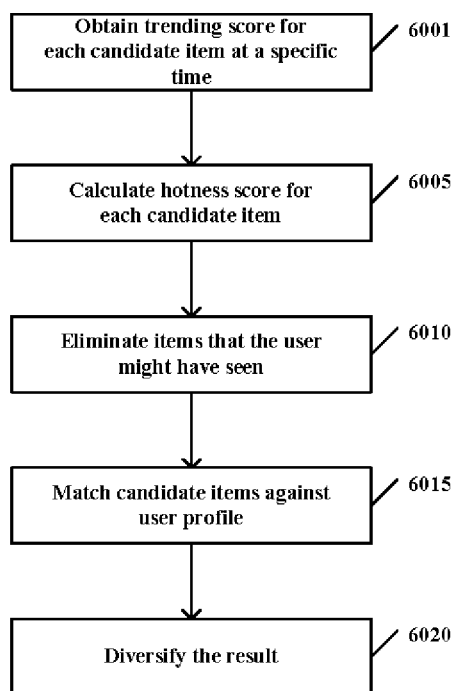 Obtain trending score for
each candidate item at a specific
time
6001
Calculate hotness score for
each candidate item
6005
Eliminate items that the user
might have seen
6010
Match candidate items against
user profile
6015
Diversify the result
6020